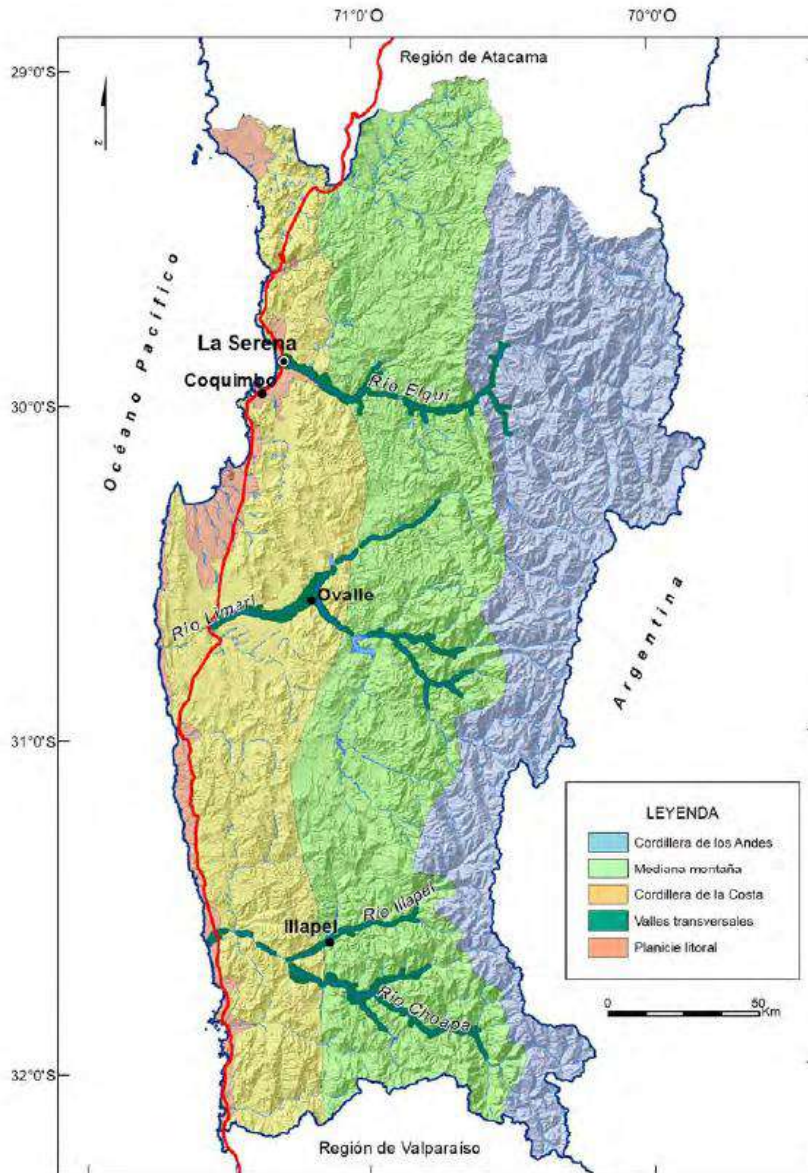 71°0'O
70°0'O
Región de Atacama
29°0'S
z
Océano Pacífico
La Serena
Coquimbo
Río Elqui
30°0'S
Ovalle
Río Limarí
Argentina
31°0'S
LEYENDA
Cordillera de los Andes
Mediana montaña
Cordillera de la Costa
Valles transversales
Planicie litoral
Illapel
Río Illapel
Río Choapa
0 50
Km
32°0'S
Región de Valparaíso